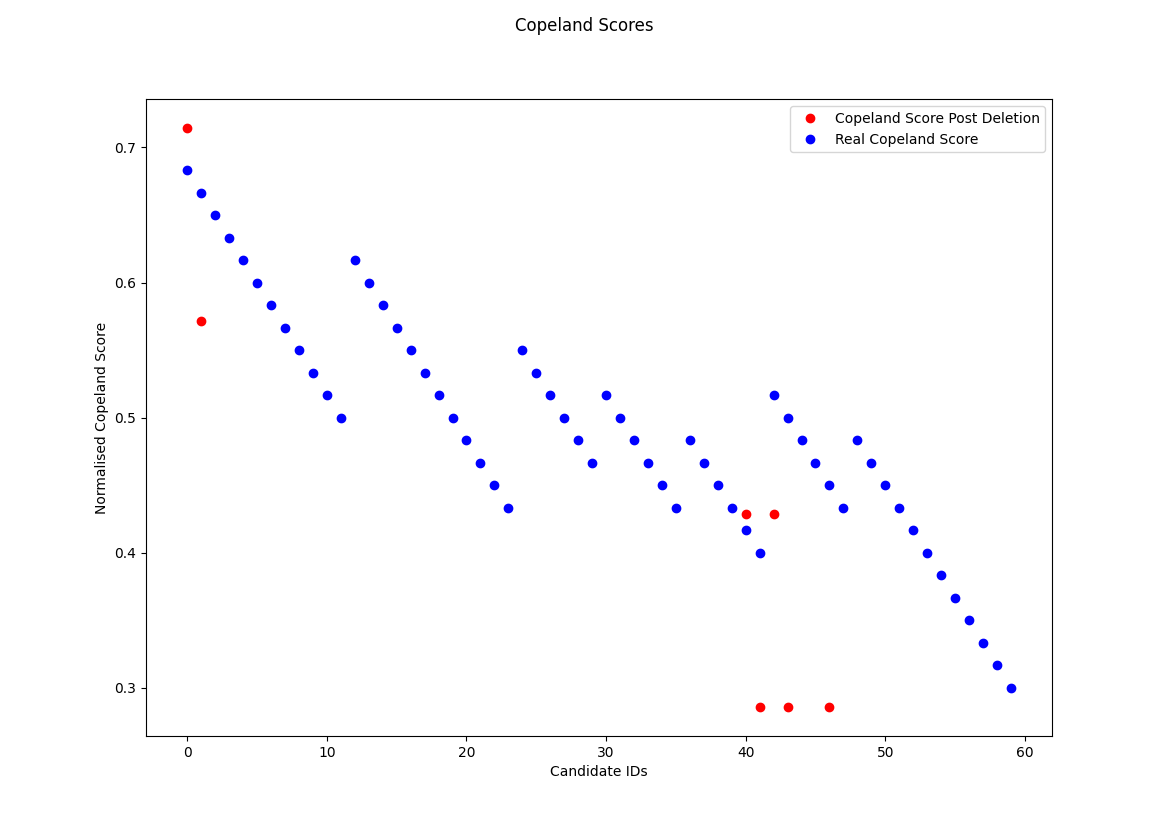 Copeland Scores
Copeland Score Post Deletion
Real Copeland Score
Normalised Copeland Score
0.7
0.6
0.5
0.4
0.3
0 10 20 30 40 50 60
Candidate IDs